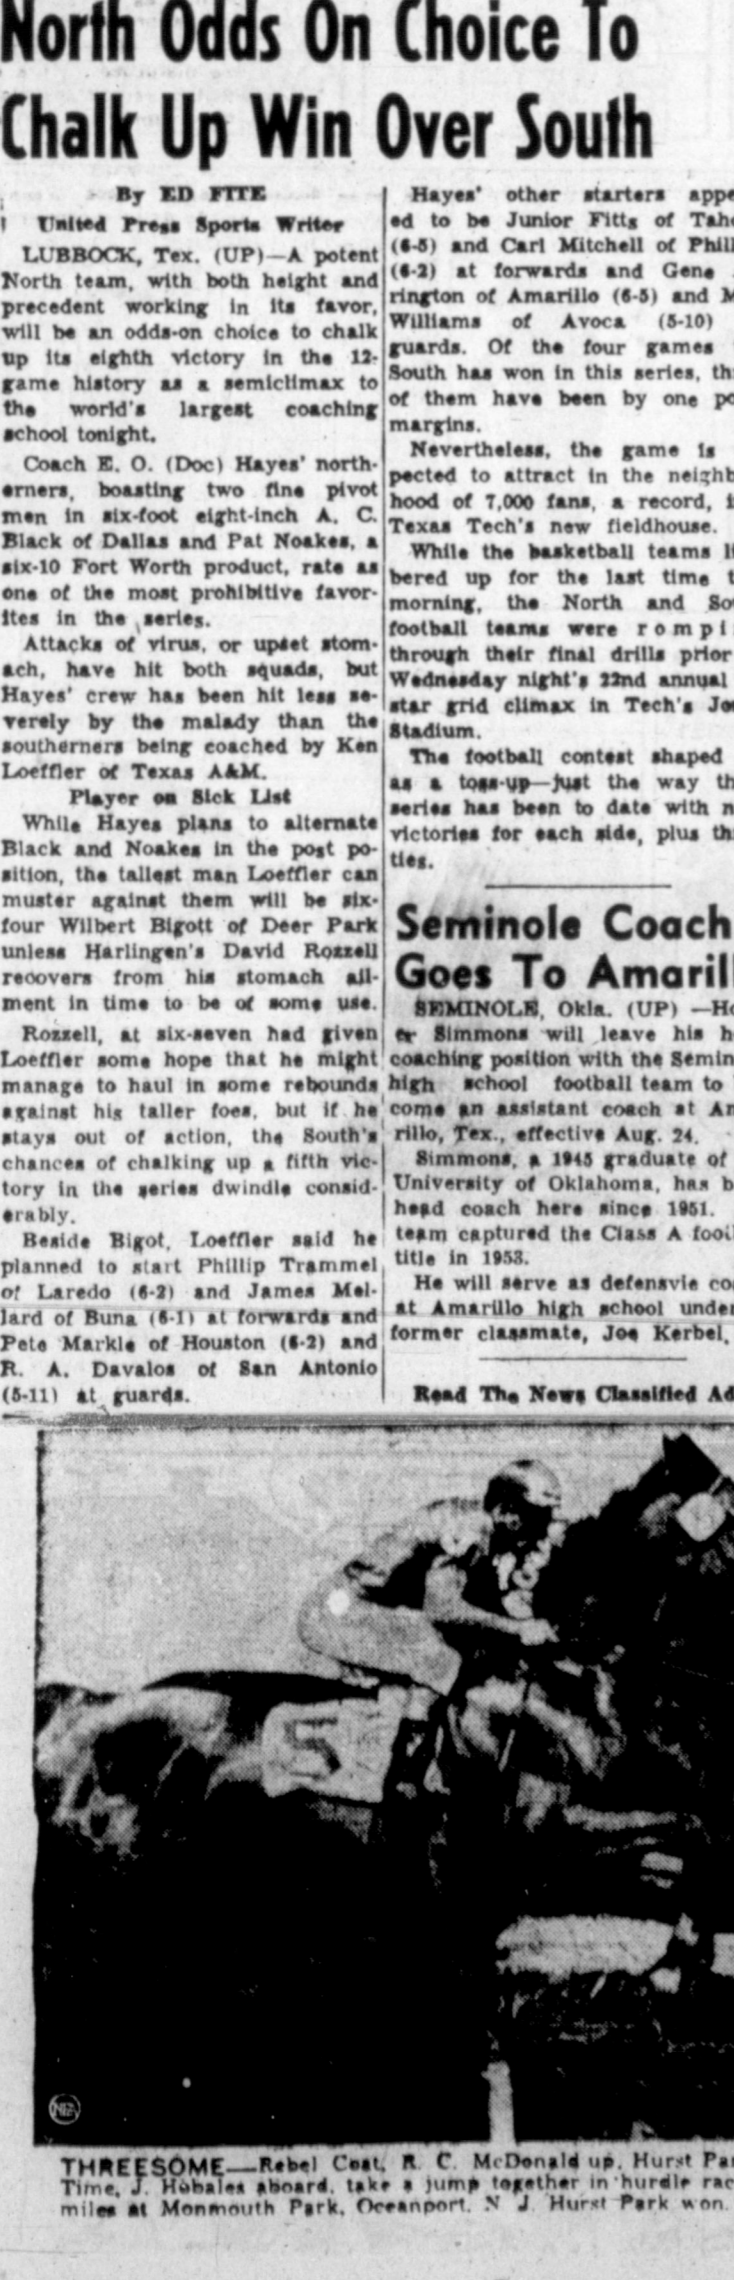 North Odds On Choice To
Chalk Up Win Over South
By ED FITE
United Press Sports Writer
LUBBOCK, Tex. (UP)—A potent
North team, with both height and
precedent working in its favor,
will be an odds-on choice to chalk
up its eighth victory in the 12-
game history as a semiclimax to
the world's largest coaching
school tonight.
Coach E. O. (Doc) Hayes' north-
erners, boasting two fine pivot
men in six-foot eight-inch A. C.
Black of Dallas and Pat Noakes, a
six-10 Fort Worth product, rate as
one of the most prohibitive favor-
ites in the series.
Attacks of virus, or upset stom-
ach, have hit both squads, but
Hayes' crew has been hit less se-
verely by the malady than the
southerners being coached by Ken
Loeffler of Texas A&M.
Player on Sick List
While Hayes plans to alternate
Black and Noakes in the post po-
sition, the tallest man Loeffler can
muster against them will be six-
four Wilbert Bigott of Deer Park
unless Harlingen's David Rozzell
recovers from his stomach ail-
ment in time to be of some use.
Rozzell, at six-seven had given
Loeffler some hope that he might
manage to haul in some rebounds
against his taller foes, but if he
stays out of action, the South's
chances of chalking up a fifth vic-
tory in the series dwindle consid-
erably.
Beside Bigot, Loeffler said he
planned to start Phillip Trammel
of Laredo (6-2) and James Mel-
lard of Buna (6-1) at forwards and
Pete Markle of Houston (6-2) and
R. A. Davalos of San Antonio
(5-11) at guards.
Hayes' other starters appe
ed to be Junior Fitts of Taho
(6-5) and Carl Mitchell of Phill
(6-2) at forwards and Gene
rington of Amarillo (6-5) and M
Williams of Avoca (5-10)
guards. Of the four games
South has won in this series, th
of them have been by one po
margins.
Nevertheless, the game is
pected to attract in the neighb
hood of 7,000 fans, a record, i
Texas Tech's new fieldhouse.
While the basketball teams li
bered up for the last time t
morning, the North and So
football teams were rompi
through their final drills prior
Wednesday night's 22nd annual
star grid climax in Tech's Jo
Stadium.
The football contest shaped
as a toss-up—just the way th
series has been to date with n
victories for each side, plus th
ties.
Seminole Coach
Goes To Amaril
SEMINOLE, Okla. (UP) —Ho
er Simmons will leave his h
coaching position with the Semin
high school football team to
come an assistant coach at Am
rillo, Tex., effective Aug. 24.
Simmons, a 1945 graduate of
University of Oklahoma, has b
head coach here since 1951.
team captured the Class A foot
title in 1953.
He will serve as defensvie co
at Amarillo high school under
former classmate, Joe Kerbel.
Read The News Classified Ad
5
THREESOME—Rebel Coat, R. C. McDonald up, Hurst Par
Time, J. Hobales aboard, take a jump together in hurdle rac
miles at Monmouth Park, Oceanport, N J. Hurst Park won.